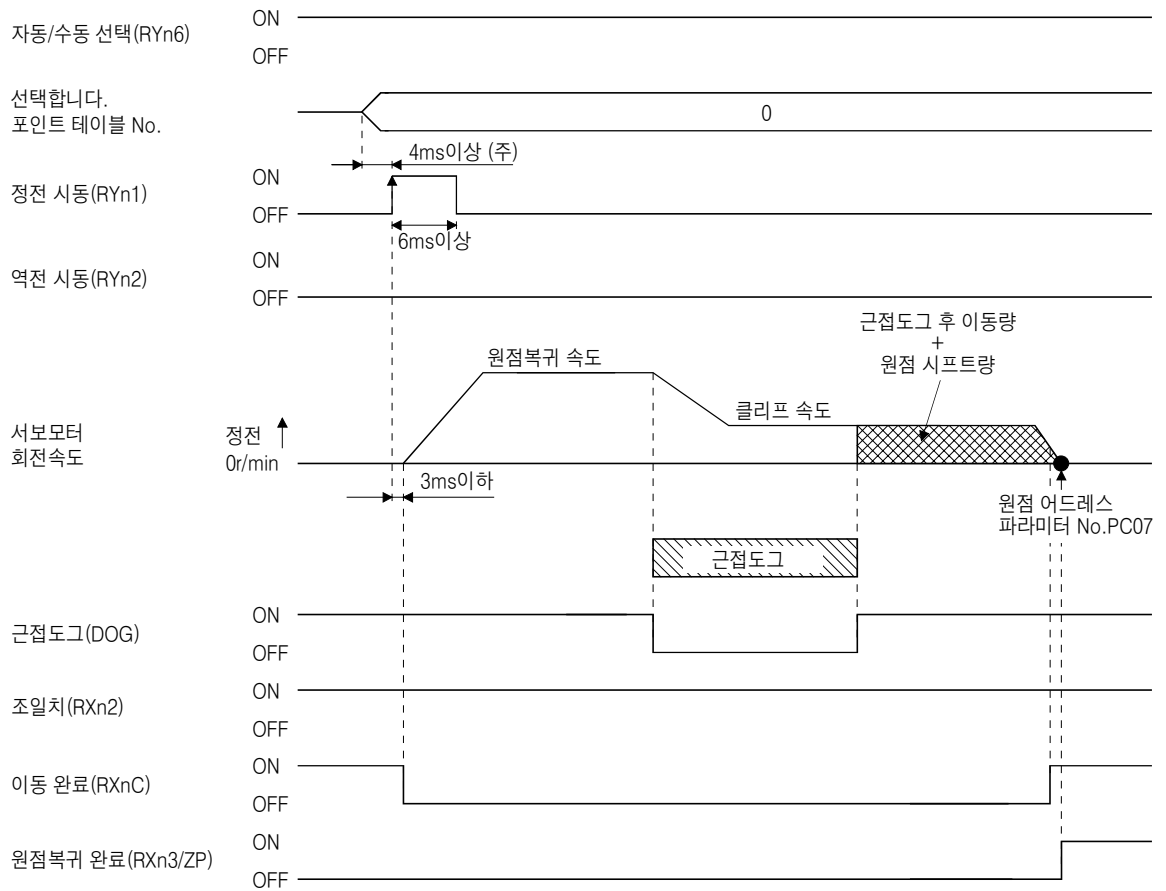 자동/수동 선택(RYn6)
ON
OFF
선택합니다.
포인트 테이블 No.
0
4ms이상 (주)
정전 시동(RYn1)
ON
OFF
6ms이상
역전 시동(RYn2)
ON
OFF
근접도그 후 이동량
+
원점 시프트량
원점복귀 속도
클리프 속도
서보모터
회전속도
정전
0r/min
3ms이하
원점 어드레스
파라미터 No.PC07
근접도그
근접도그(DOG)
ON
OFF
조일치(RXn2)
ON
OFF
이동 완료(RXnC)
ON
OFF
원점복귀 완료(RXn3/ZP)
ON
OFF